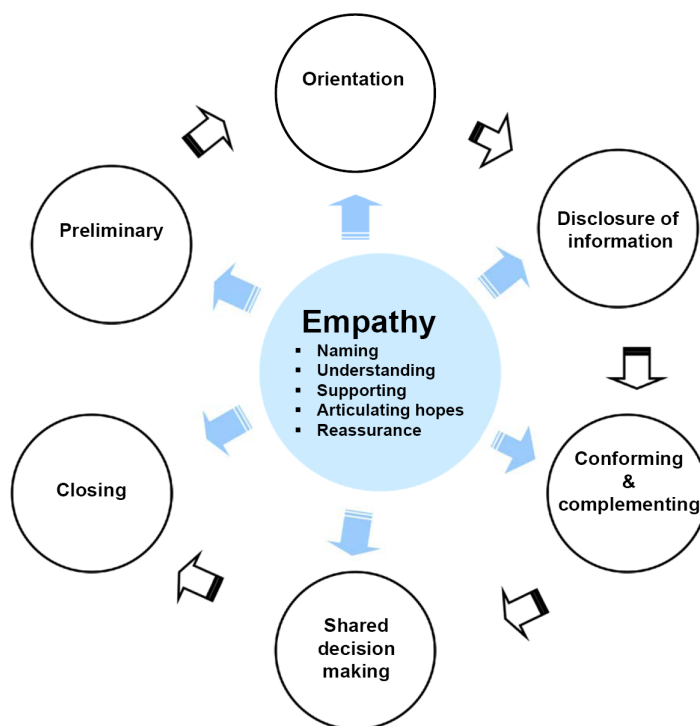 Orientation
Preliminary
Disclosure of
information
Empathy
▪ Naming
▪ Understanding
▪ Supporting
▪ Articulating hopes
▪ Reassurance
Conforming
&
complementing
Closing
Shared
decision
making